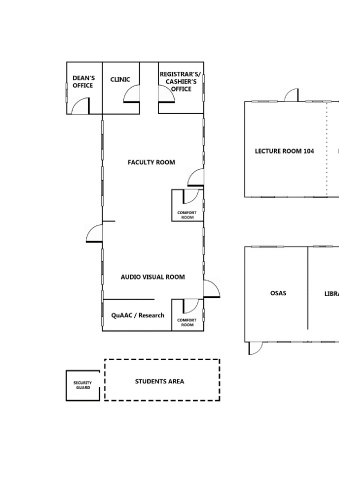 DEAN'S
OFFICE
CLINIC
REGISTRAR'S/
CASHIER'S
OFFICE
FACULTY ROOM
LECTURE ROOM 104
COMFORT
ROOM
AUDIO VISUAL ROOM
OSAS
LIBRA
QuAAC / Research
COMFORT
ROOM
SECURITY
GUARD
STUDENTS AREA